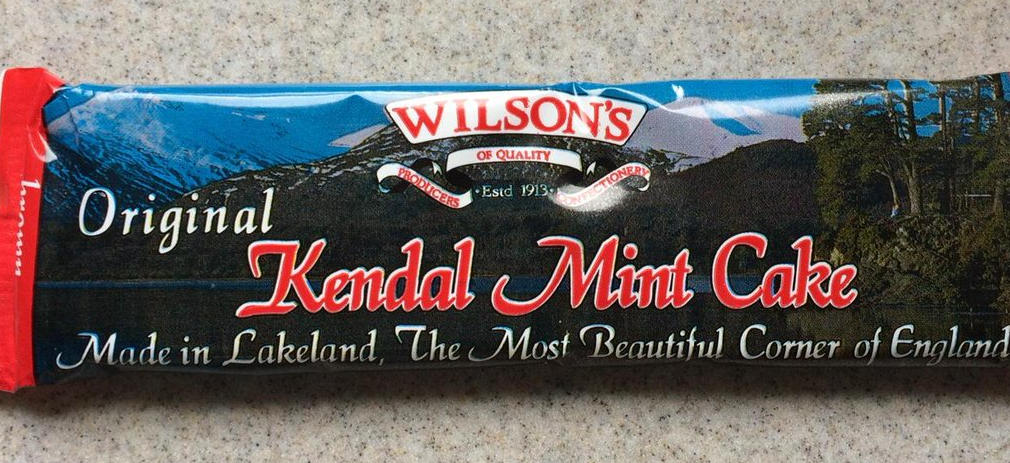 WILSON'S
OF QUALITY
PRODUCERS
CONFECTIONERY
·Estd 1913·
Original
Kendal Mint Cake
Made in Lakeland, The Most Beautiful Corner of England